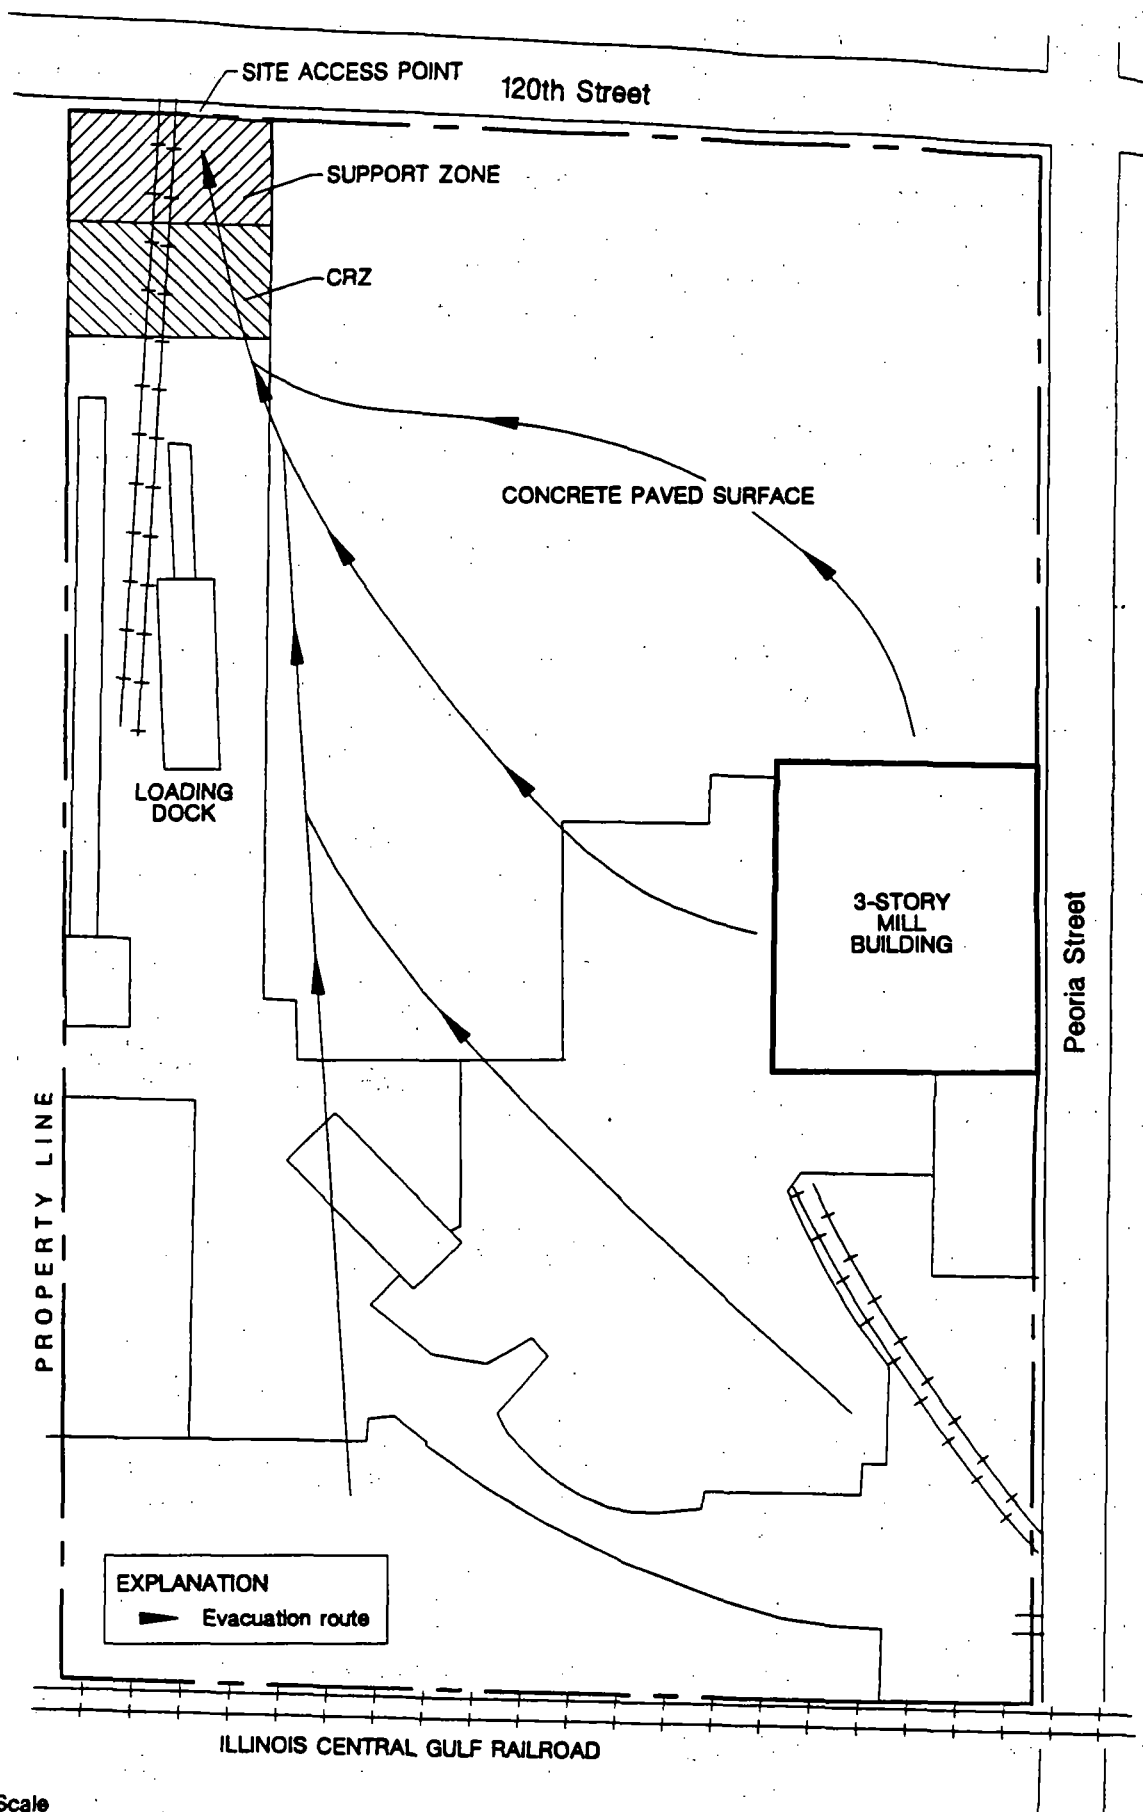 SITE ACCESS POINT
120th Street
SUPPORT ZONE
CRZ
CONCRETE PAVED SURFACE
LOADING
DOCK
3-STORY
MILL
BUILDING
Peoria Street
PROPERTY LINE
EXPLANATION
Evacuation route
ILLINOIS CENTRAL GULF RAILROAD
Scale